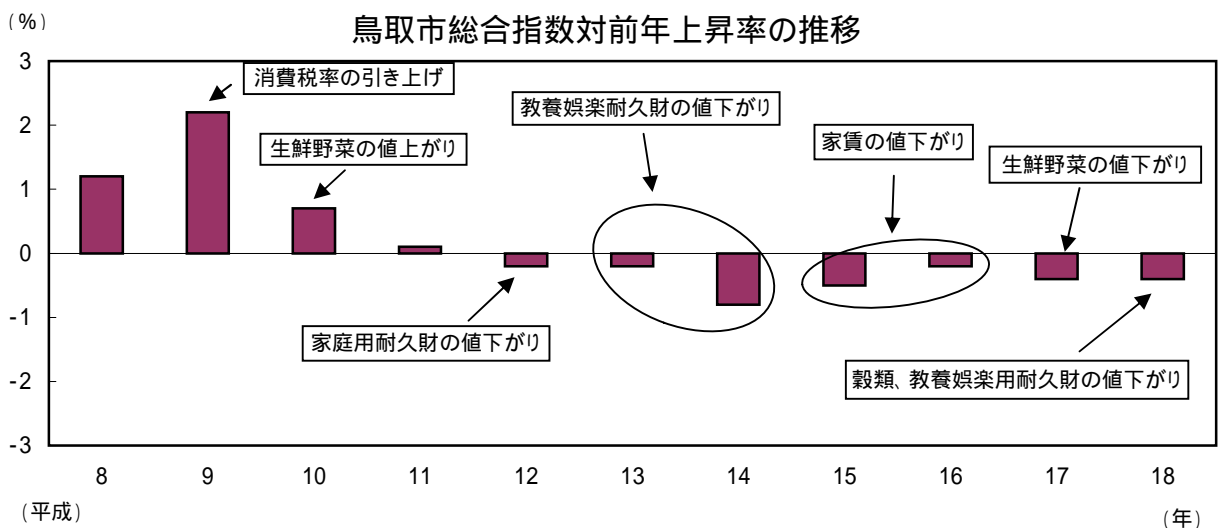 (%)
鳥取市総合指数対前年上昇率の推移
3
2
1
0
-1
-2
-3
消費税率の引き上げ
生鮮野菜の値上がり
教養娯楽耐久財の値下がり
家賃の値下がり
生鮮野菜の値下がり
家庭用耐久財の値下がり
穀類、教養娯楽用耐久財の値下がり
8 9 10 11 12 13 14 15 16 17 18
(平成)
(年)